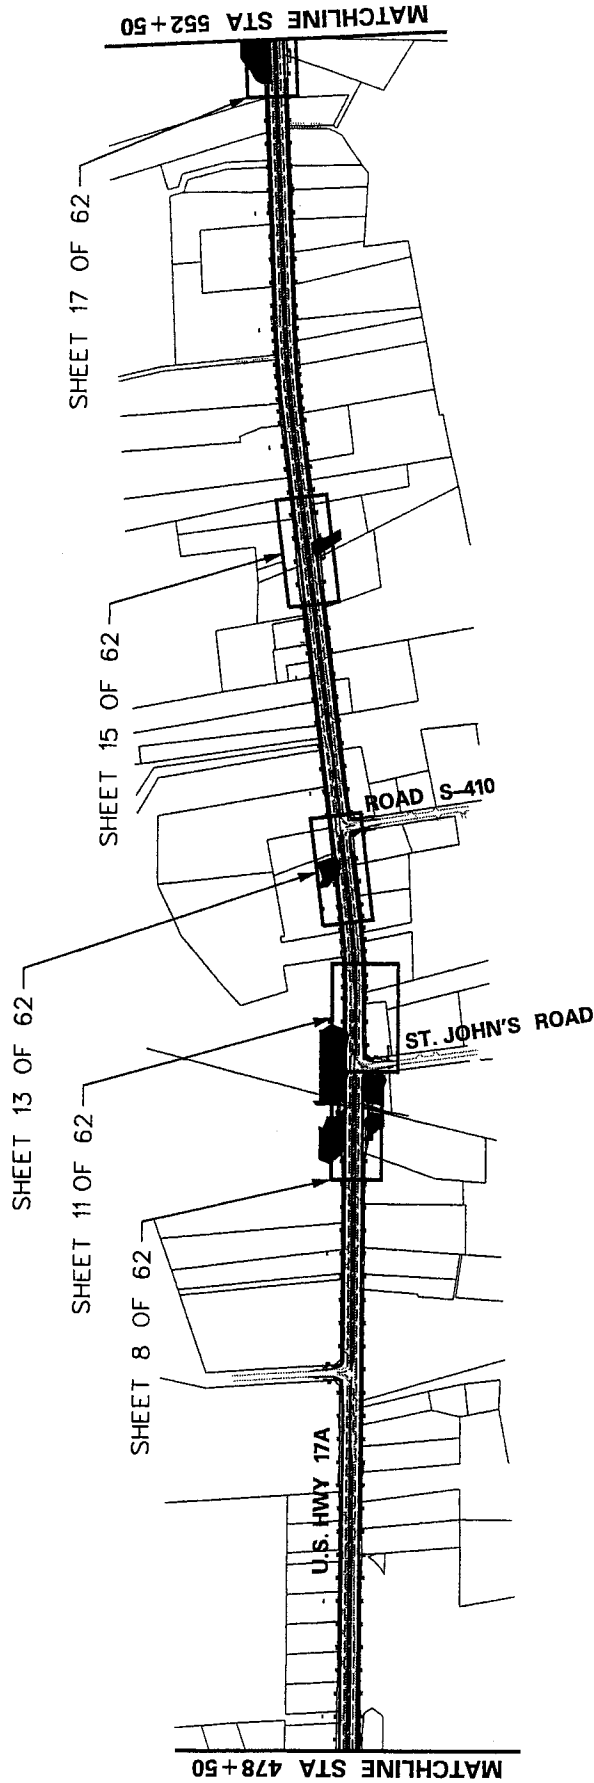 MATCHLINE STA 552+50
SHEET 17 OF 62
SHEET 15 OF 62
ROAD S-410
SHEET 13 OF 62
ST. JOHN'S ROAD
SHEET 11 OF 62
SHEET 8 OF 62
U.S. HWY 17A
MATCHLINE STA 478+50